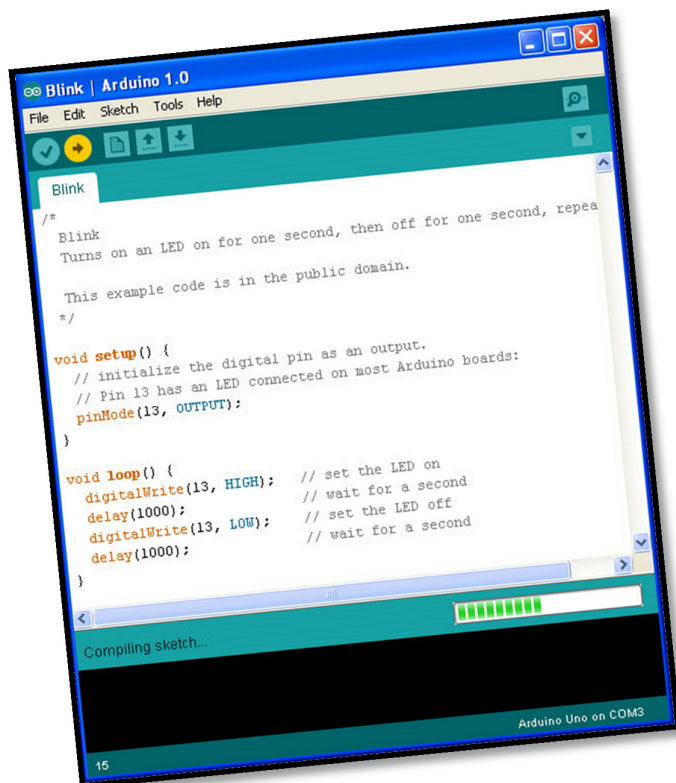 Blink | Arduino 1.0
File Edit Sketch Tools Help
Blink
/*
  Blink
  Turns on an LED on for one second, then off for one second, repea

  This example code is in the public domain.
*/

void setup() {
  // initialize the digital pin as an output.
  // Pin 13 has an LED connected on most Arduino boards:
  pinMode(13, OUTPUT);
}

void loop() {
  digitalWrite(13, HIGH);   // set the LED on
  delay(1000);              // wait for a second
  digitalWrite(13, LOW);    // set the LED off
  delay(1000);              // wait for a second
}
Compiling sketch...
15 Arduino Uno on COM3